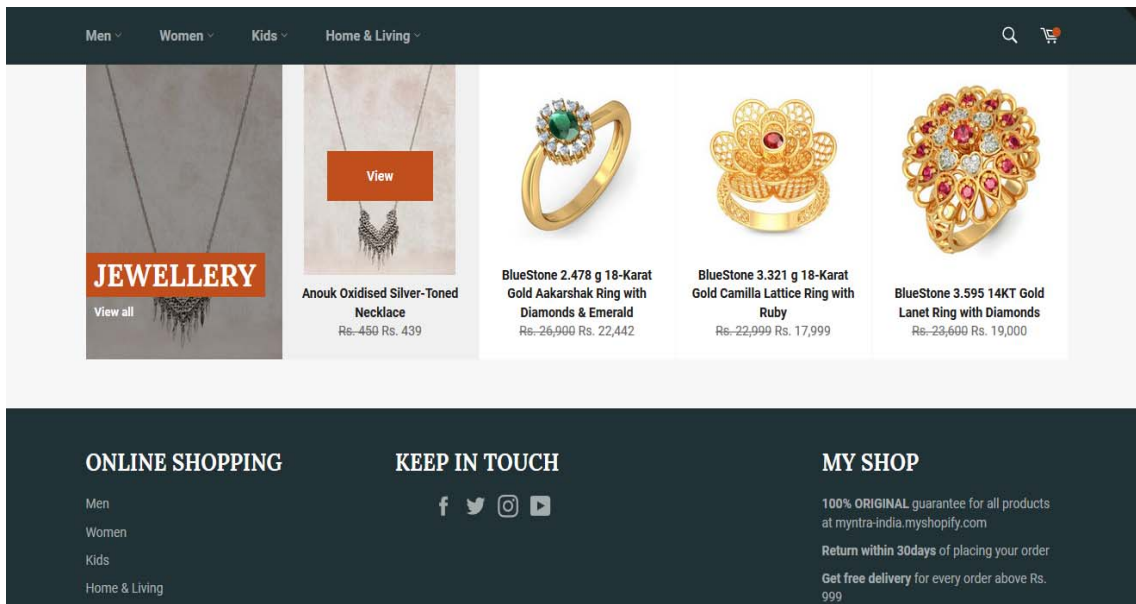 Men
Women
Kids
Home & Living
View
JEWELLERY
View all
Anouk Oxidised Silver-Toned
Necklace
Rs. 450 Rs. 439
BlueStone 2.478 g 18-Karat
Gold Aakarshak Ring with
Diamonds & Emerald
Rs. 26,900 Rs. 22,442
BlueStone 3.321 g 18-Karat
Gold Camilla Lattice Ring with
Ruby
Rs. 22,999 Rs. 17,999
BlueStone 3.595 14KT Gold
Lanet Ring with Diamonds
Rs. 23,600 Rs. 19,000
ONLINE SHOPPING
Men
Women
Kids
Home & Living
KEEP IN TOUCH
MY SHOP
100% ORIGINAL guarantee for all products
at myntra-india.myshopify.com
Return within 30days of placing your order
Get free delivery for every order above Rs.
999